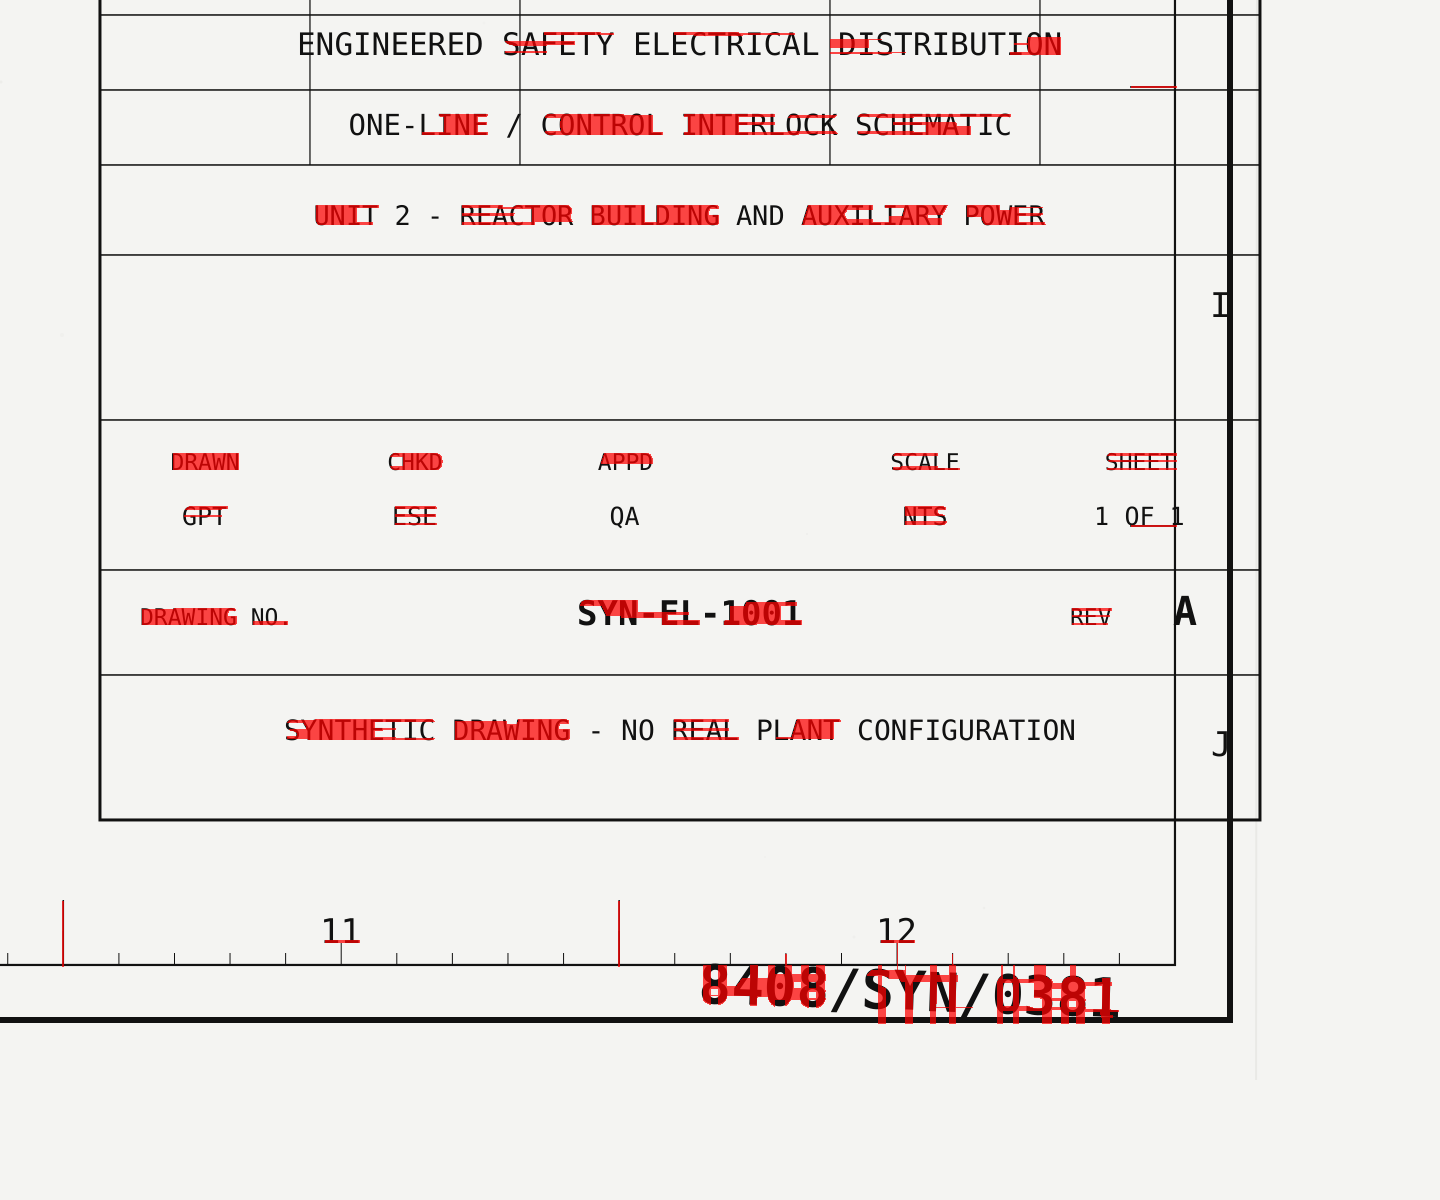 ENGINEERED SAFETY ELECTRICAL DISTRIBUTION
ONE-LINE / CONTROL INTERLOCK SCHEMATIC
UNIT 2 - REACTOR BUILDING AND AUXILIARY POWER
I
DRAWN CHKD APPD SCALE SHEET
GPT ESE QA NTS 1 OF 1
DRAWING NO. SYN-EL-1001 REV A
SYNTHETIC DRAWING - NO REAL PLANT CONFIGURATION
J
11 12
8408/SYN/0381